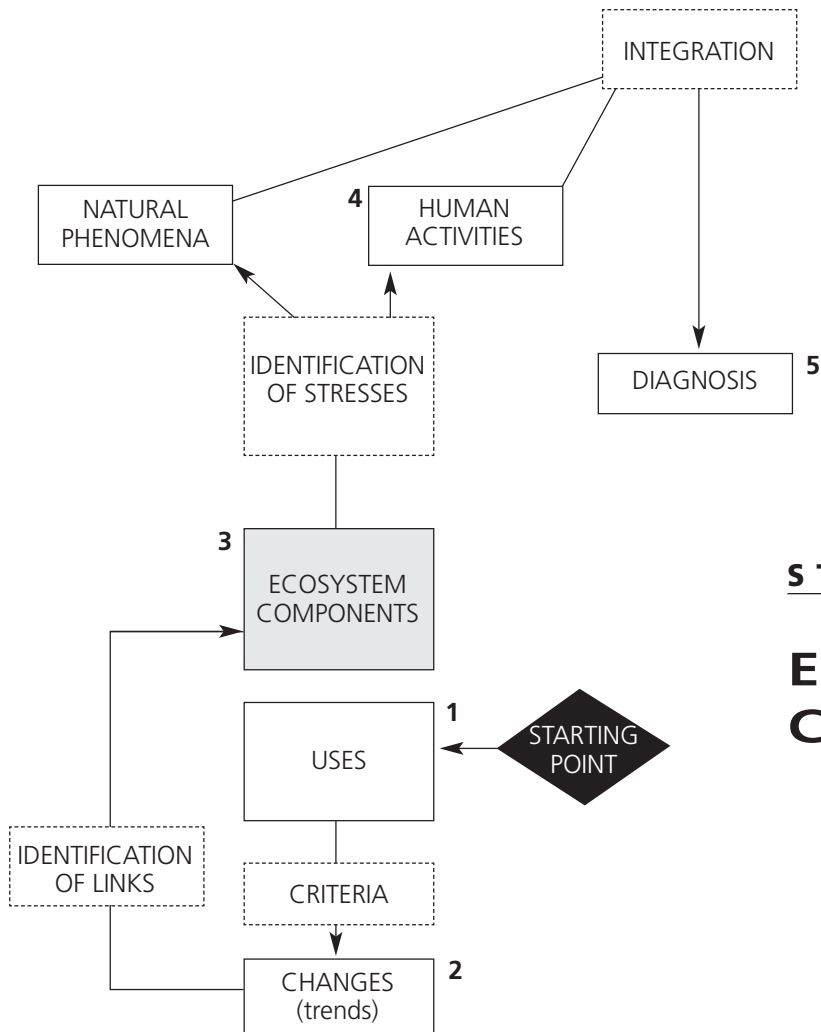 INTEGRATION
NATURAL
PHENOMENA
4
HUMAN
ACTIVITIES
IDENTIFICATION
OF STRESSES
DIAGNOSIS
5
3
ECOSYSTEM
COMPONENTS
S T
E
C
1
USES
STARTING
POINT
IDENTIFICATION
OF LINKS
CRITERIA
CHANGES
(trends)
2